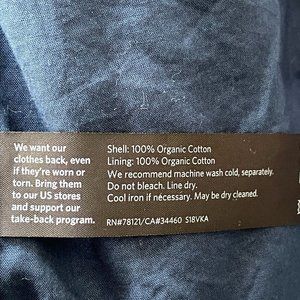 We want our
clothes back, even
if they're worn or
torn. Bring them
to our US stores
and support our
take-back program.
Shell: 100% Organic Cotton
Lining: 100% Organic Cotton
We recommend machine wash cold, separately.
Do not bleach. Line dry.
Cool iron if necessary. May be dry cleaned.
RN#78121/CA#34460 S18VKA